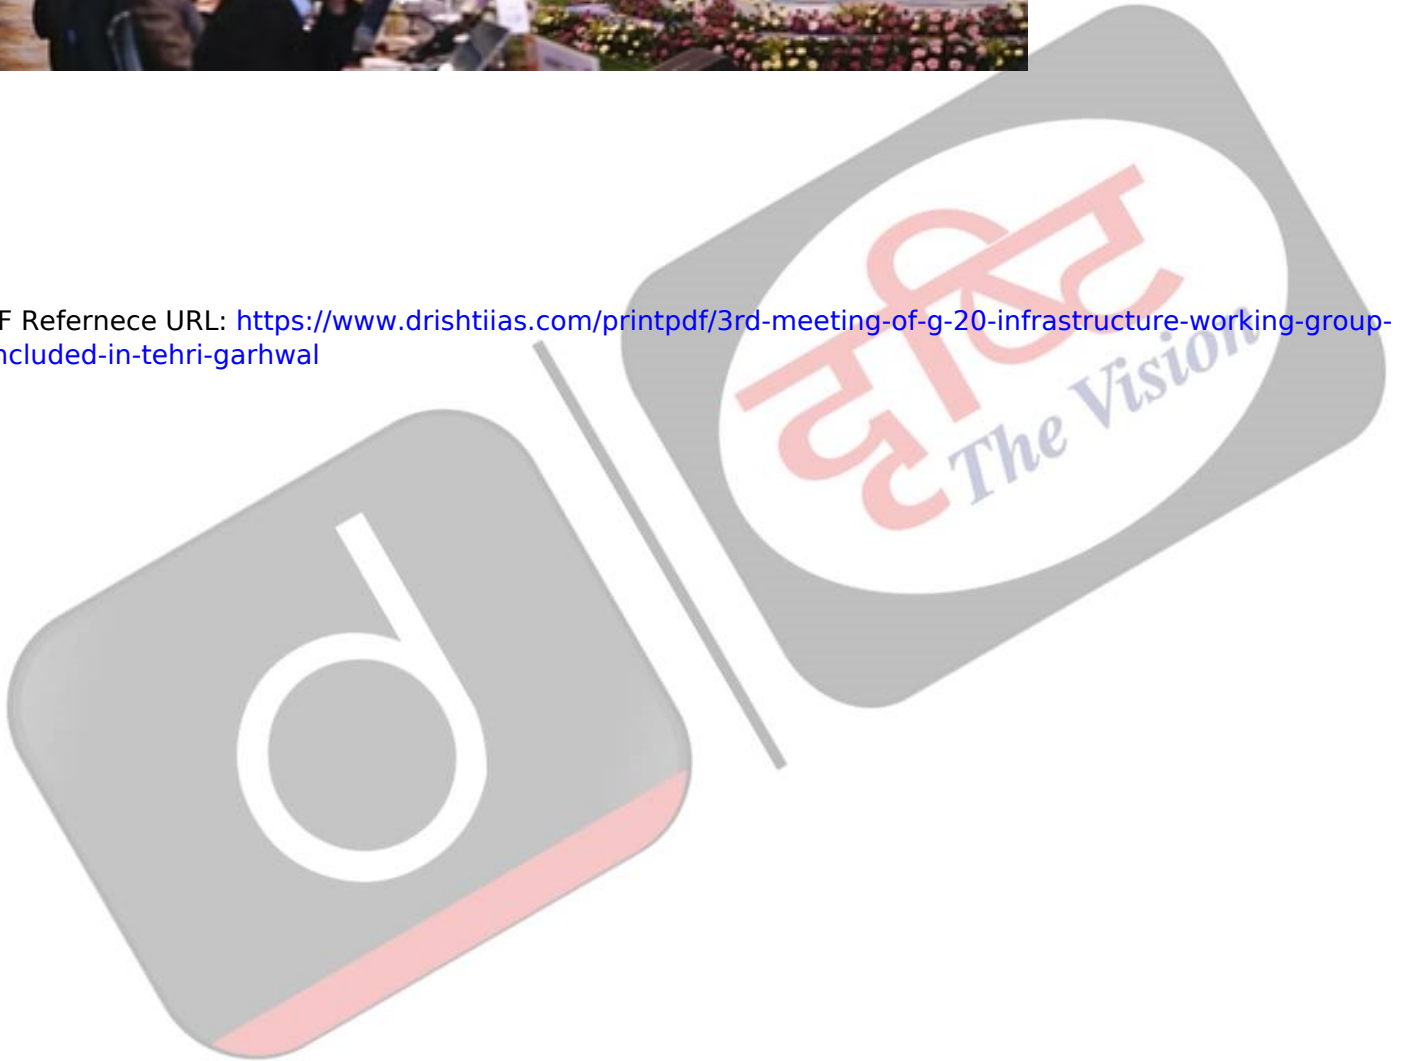 F Refernece URL: https://www.drishtiias.com/printpdf/3rd-meeting-of-g-20-infrastructure-working-group-
ncluded-in-tehri-garhwal
दृष्टि
The Vision
d